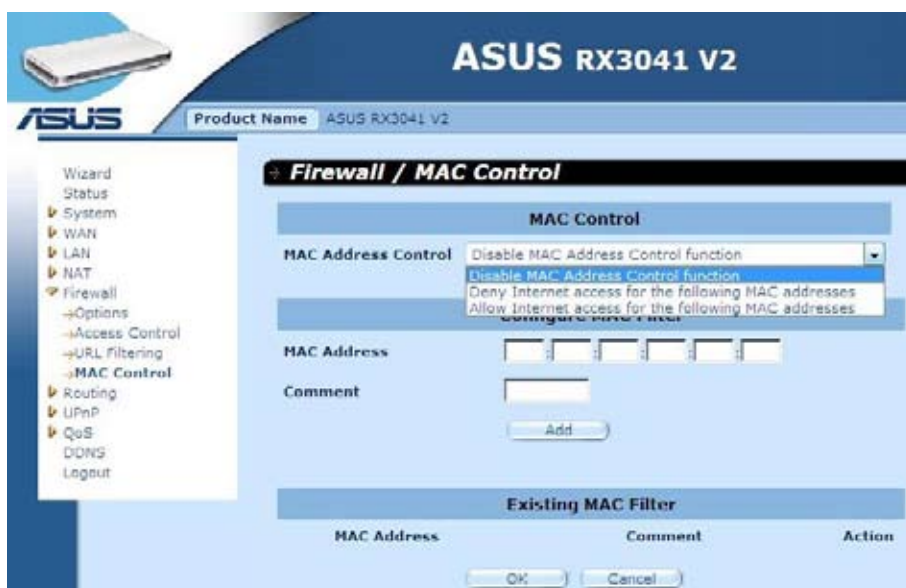 ASUS RX3041 V2
ASUS
Product Name ASUS RX3041 V2
Wizard
Status
System
WAN
LAN
NAT
Firewall
Options
Access Control
URL Filtering
MAC Control
Routing
UPnP
QoS
DDNS
Logout
Firewall / MAC Control
MAC Control
MAC Address Control Disable MAC Address Control function
Disable MAC Address Control function
Deny Internet access for the following MAC addresses
Allow Internet access for the following MAC addresses
Configure MAC Filter
MAC Address : : : : :
Comment
Add
Existing MAC Filter
MAC Address Comment Action
OK Cancel